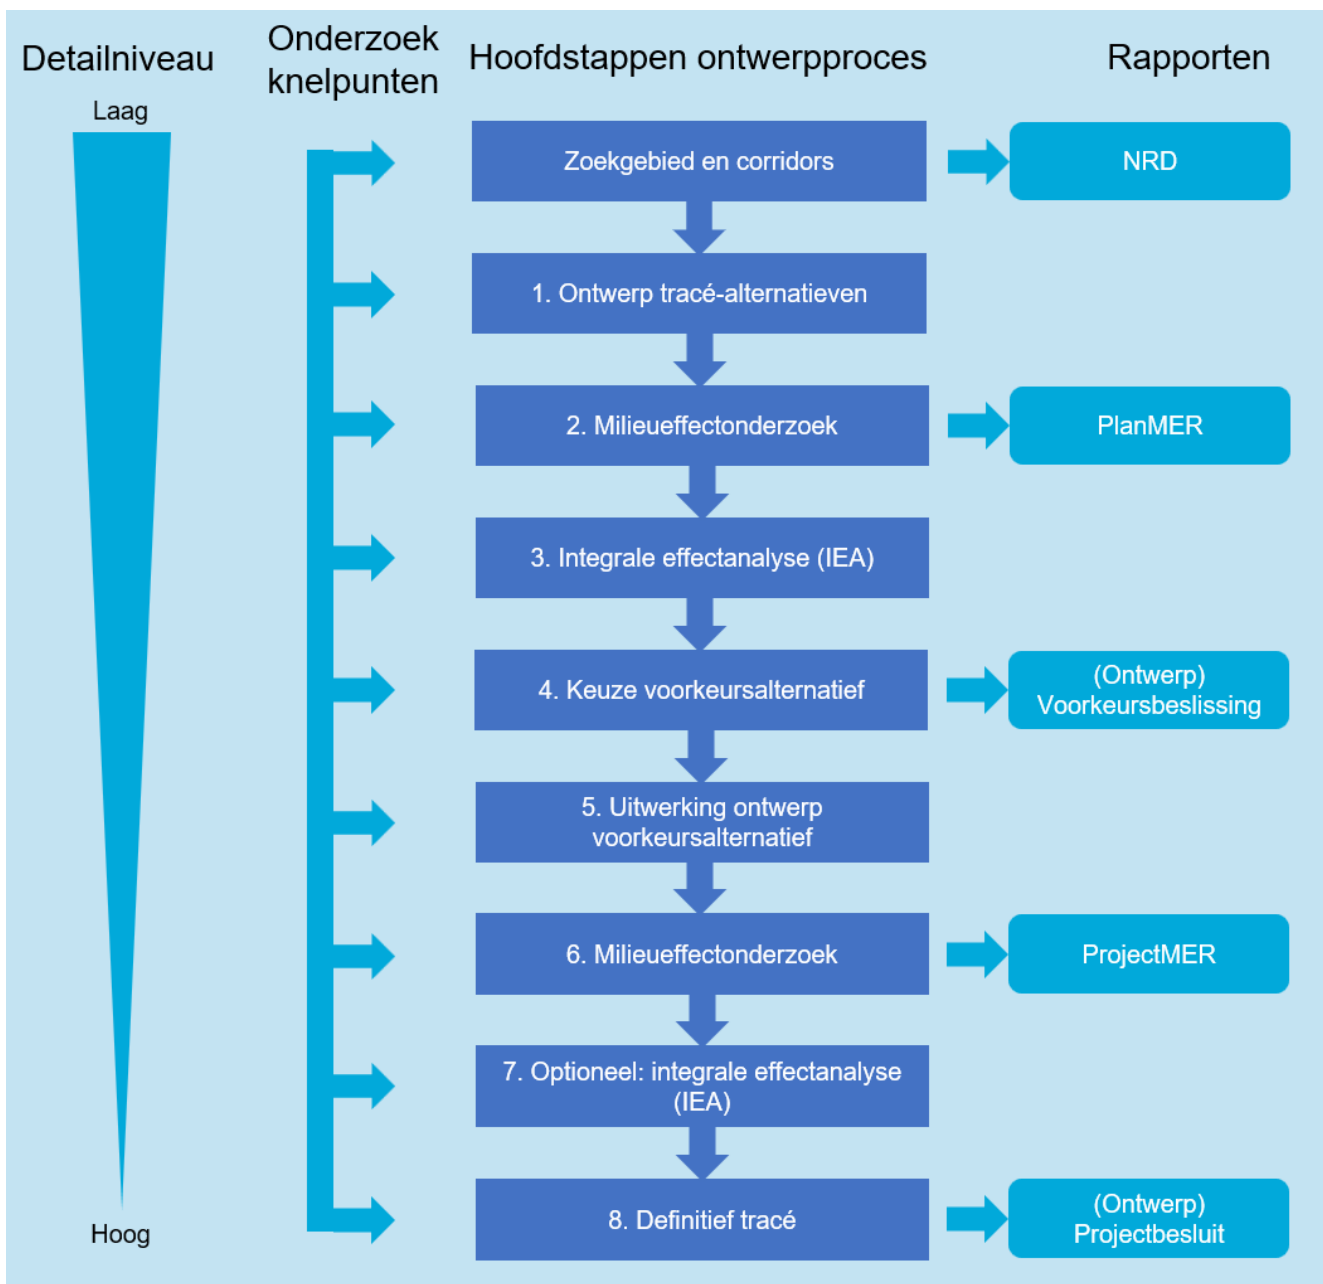 Detailniveau
Laag
Hoog
Onderzoek
knelpunten
Hoofdstappen ontwerpproces
Rapporten
Zoekgebied en corridors
NRD
1. Ontwerp tracé-alternatieven
2. Milieueffectonderzoek
PlanMER
3. Integrale effectanalyse (IEA)
4. Keuze voorkeursalternatief
(Ontwerp)
Voorkeursbeslissing
5. Uitwerking ontwerp
voorkeursalternatief
6. Milieueffectonderzoek
ProjectMER
7. Optioneel: integrale effectanalyse
(IEA)
8. Definitief tracé
(Ontwerp)
Projectbesluit